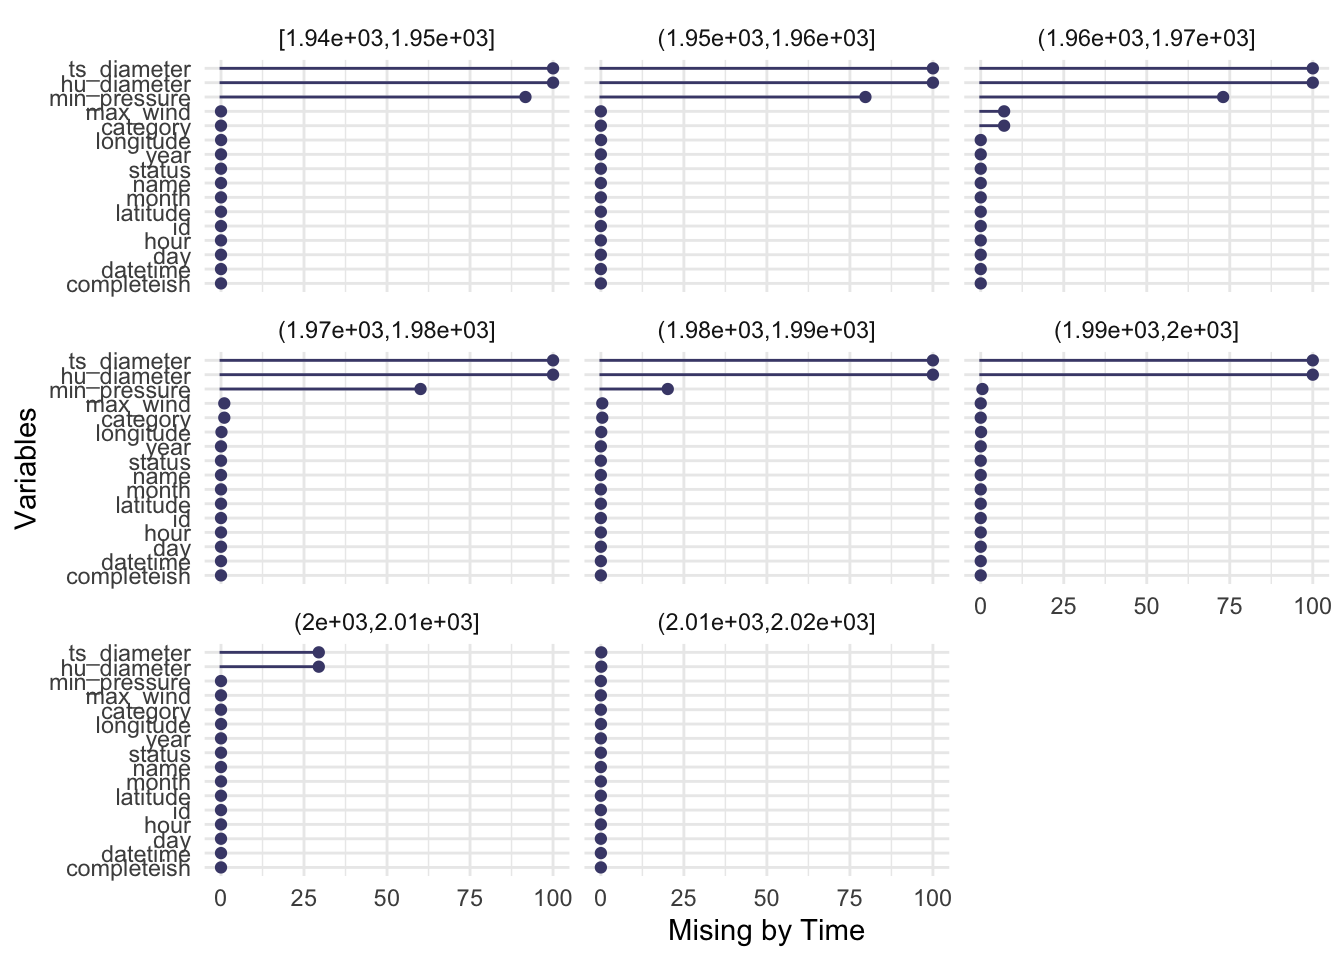 [1.94e+03,1.95e+03]
(1.95e+03,1.96e+03]
(1.96e+03,1.97e+03]
ts_diameter
hu_diameter
min_pressure
max_wind
category
longitude
year
status
name
month
latitude
id
hour
day
datetime
completeish
(1.97e+03,1.98e+03]
(1.98e+03,1.99e+03]
(1.99e+03,2e+03]
ts_diameter
hu_diameter
min_pressure
max_wind
category
longitude
year
status
name
month
latitude
id
hour
day
datetime
completeish
0 25 50 75 100
(2e+03,2.01e+03]
(2.01e+03,2.02e+03]
ts_diameter
hu_diameter
min_pressure
max_wind
category
longitude
year
status
name
month
latitude
id
hour
day
datetime
completeish
0 25 50 75 100
0 25 50 75 100
Mising by Time
Variables